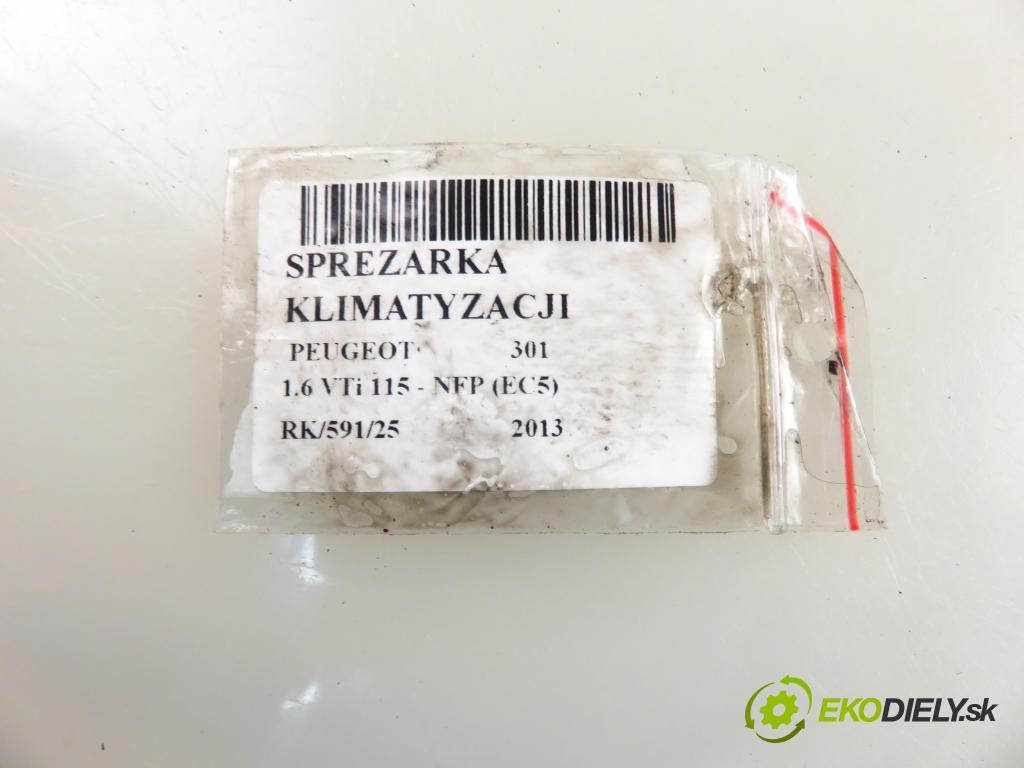 SPREZARKA
KLIMATYZACJI
PEUGEOT 301
1.6 VTi 115 - NFP (EC5)
RK/591/25 2013
EKODIELY.sk